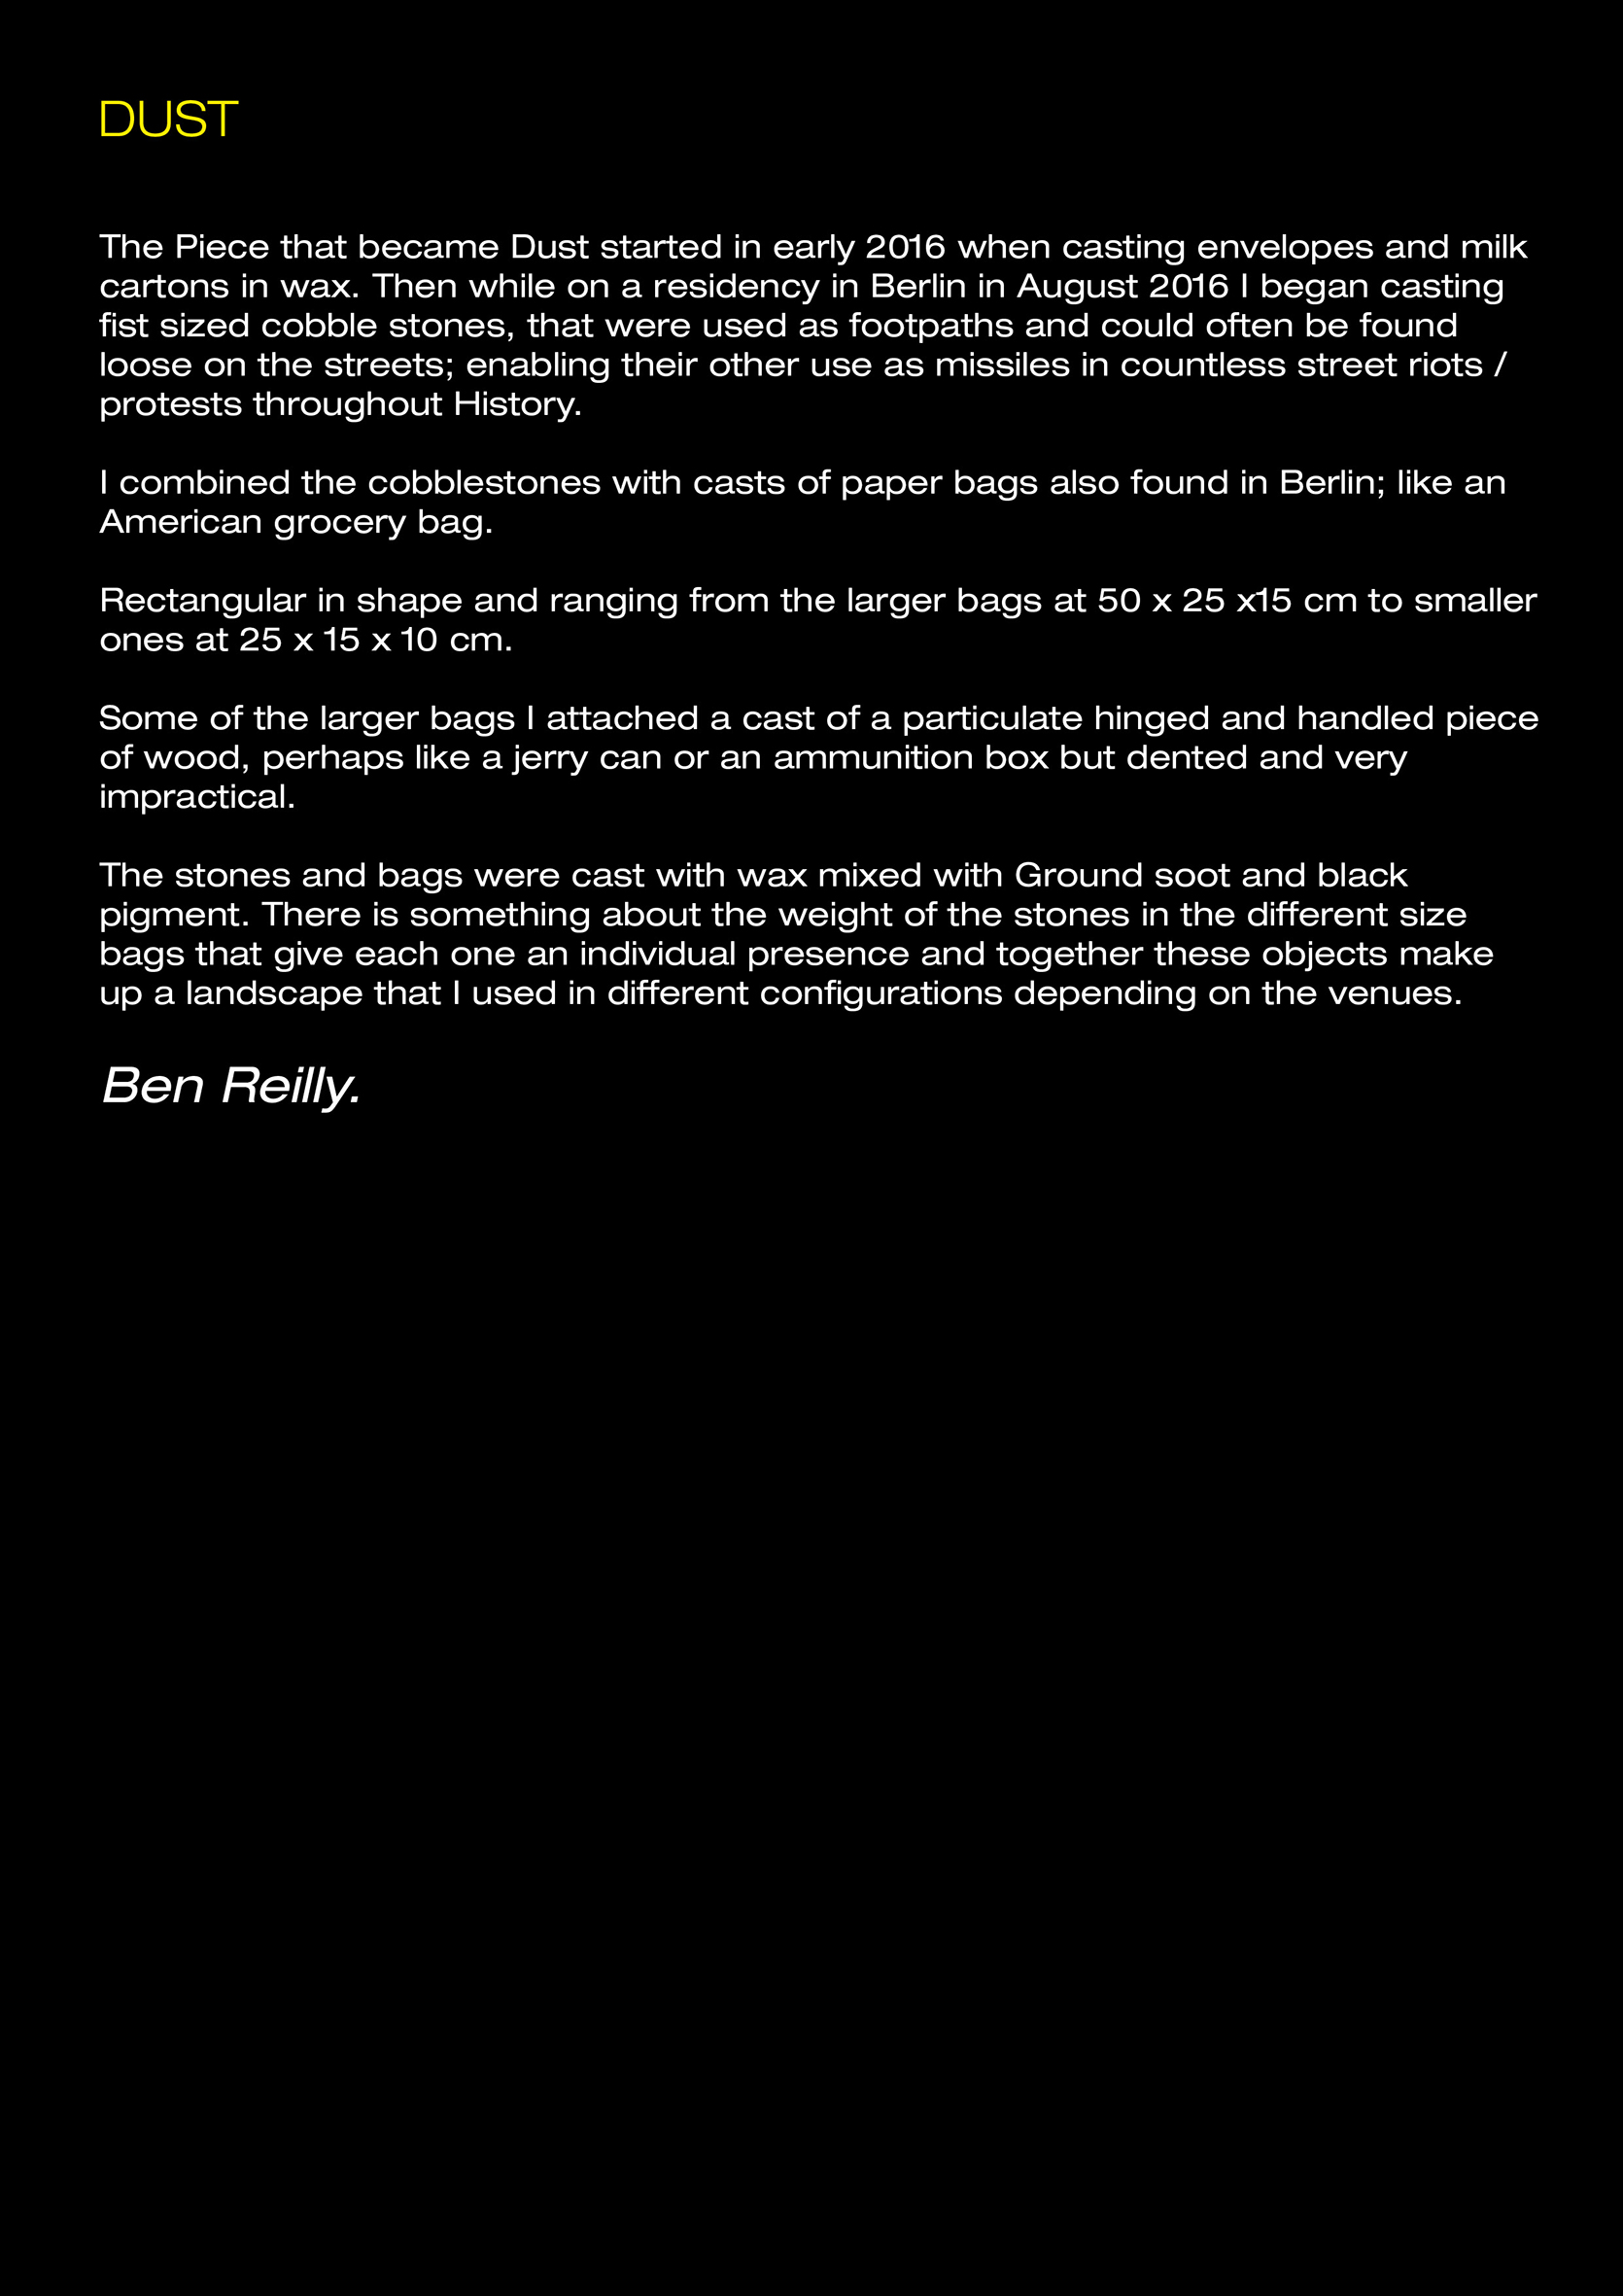 DUST
The Piece that became Dust started in early 2016 when casting envelopes and milk
cartons in wax. Then while on a residency in Berlin in August 2016 I began casting
fist sized cobble stones, that were used as footpaths and could often be found
loose on the streets; enabling their other use as missiles in countless street riots /
protests throughout History.
I combined the cobblestones with casts of paper bags also found in Berlin; like an
American grocery bag.
Rectangular in shape and ranging from the larger bags at 50 x 25 x15 cm to smaller
ones at 25 x 15 x 10 cm.
Some of the larger bags I attached a cast of a particulate hinged and handled piece
of wood, perhaps like a jerry can or an ammunition box but dented and very
impractical.
The stones and bags were cast with wax mixed with Ground soot and black
pigment. There is something about the weight of the stones in the different size
bags that give each one an individual presence and together these objects make
up a landscape that I used in different configurations depending on the venues.
Ben Reilly.